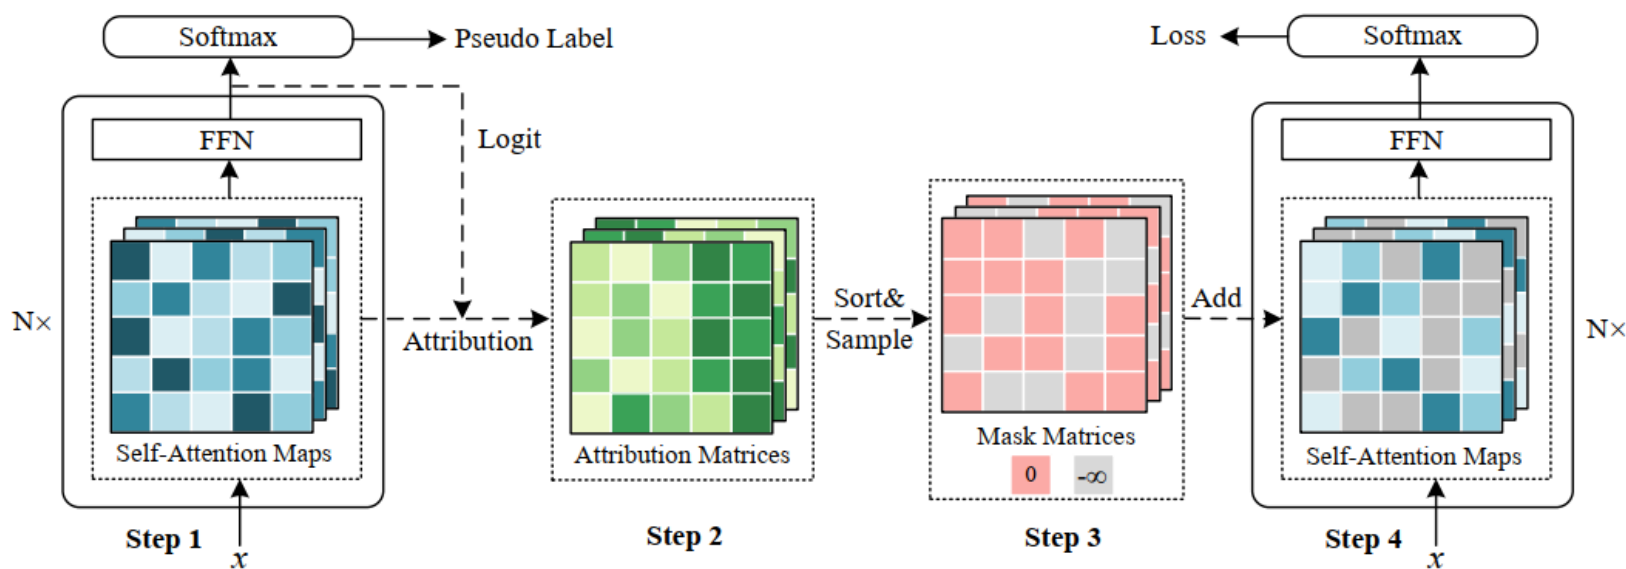 Softmax
Pseudo Label
FFN
Logit
N×
Self-Attention Maps
Step 1
x
Attribution
Attribution Matrices
Step 2
Sort&
Sample
Mask Matrices
0
-∞
Step 3
Add
Loss
Softmax
FFN
N×
Self-Attention Maps
Step 4
x